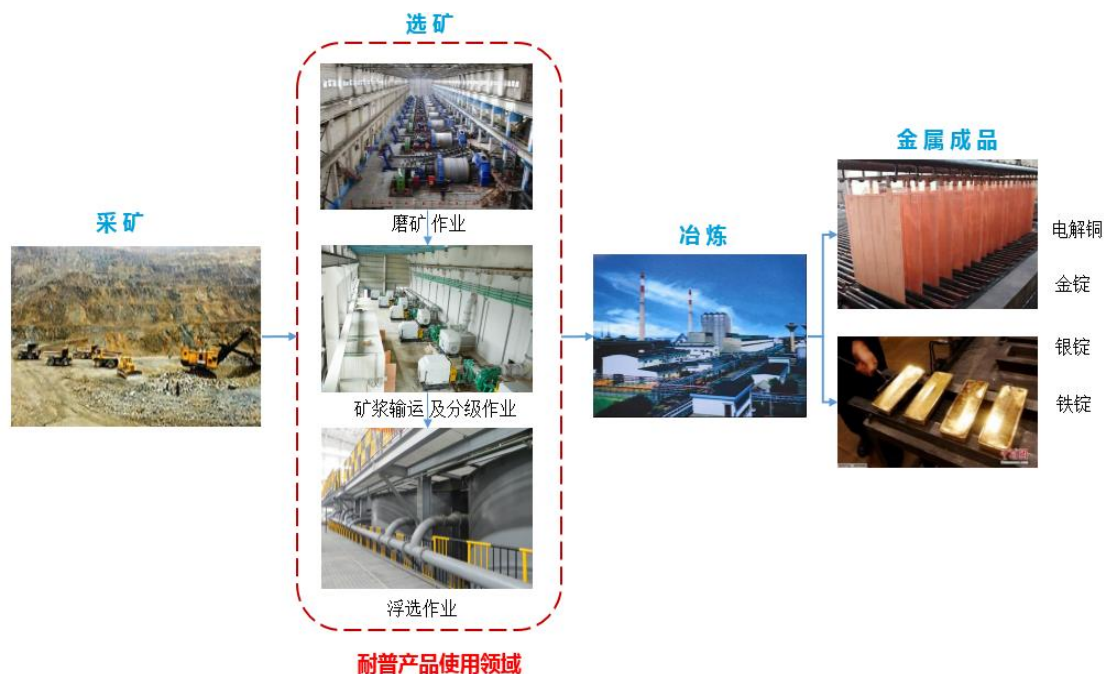 选矿
磨矿作业
采矿
矿浆输运及分级作业
浮选作业
耐普产品使用领域
冶炼
金属成品
电解铜
金锭
银锭
铁锭